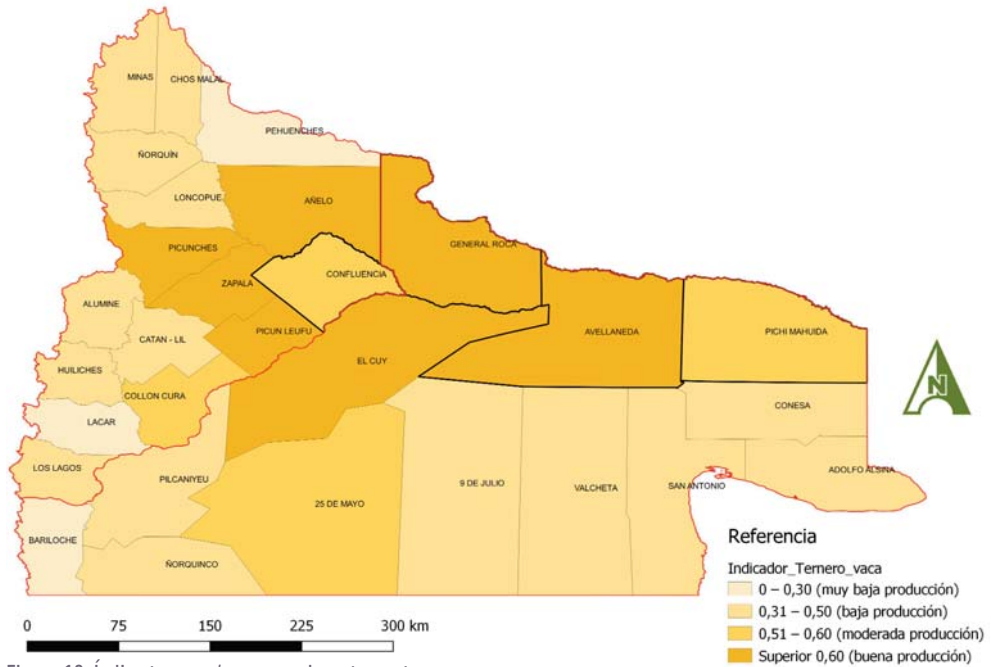 MINAS
CHOS MALAL
PEHUENCHES
ÑORQUÍN
LONCOPUE
AÑELO
GENERAL ROCA
PICUNCHES
ZAPALA
CONFLUENCIA
ALUMINE
CATAN - LIL
PICUN LEUFU
EL CUY
AVELLANEDA
PICHI MAHUIDA
HUILICHES
COLLON CURA
LACAR
CONESA
LOS LAGOS
PILCANIYEU
25 DE MAYO
9 DE JULIO
VALCHETA
SAN ANTONIO
ADOLFO ALSINA
BARILOCHE
ÑORQUINCO
N
Referencia
Indicador_Ternero_vaca
0 – 0,30 (muy baja producción)
0,31 – 0,50 (baja producción)
0,51 – 0,60 (moderada producción)
Superior 0,60 (buena producción)
0 75 150 225 300 km